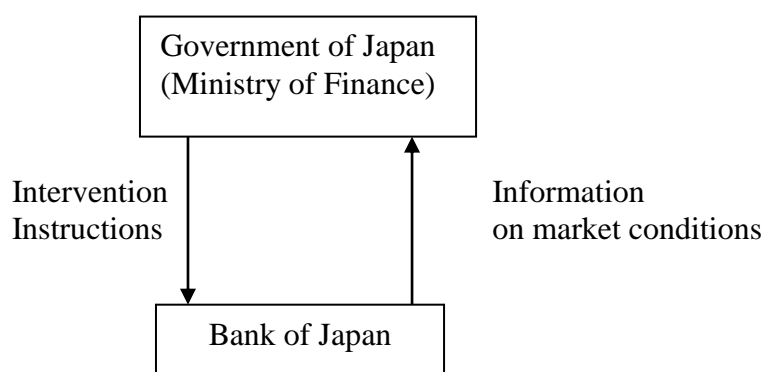 Government of Japan
(Ministry of Finance)
Intervention
Instructions
Information
on market conditions
Bank of Japan